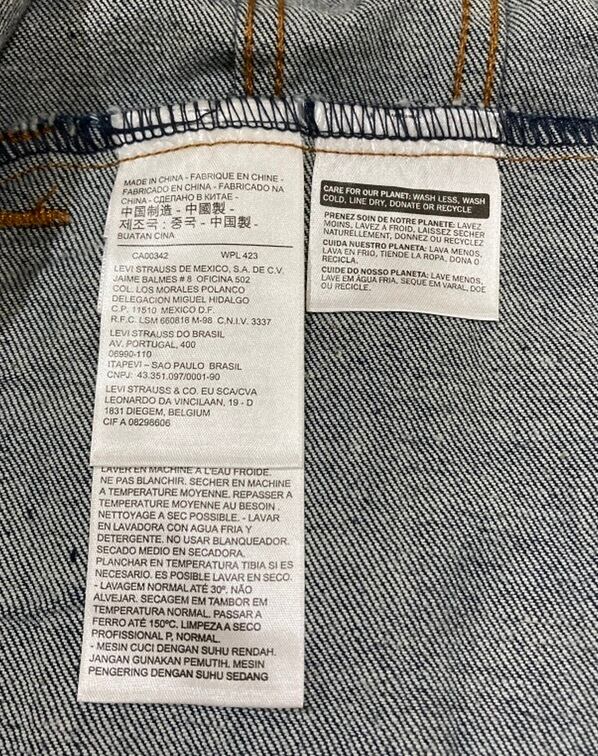 MADE IN CHINA - FABRIQUE EN CHINE -
FABRICADO EN CHINA - FABRICADO NA
CHINA - СДЕЛАНО В КИТАЕ -
中国制造 - 中國製 -
제조국 : 중국 - 中国製 -
BUATAN CINA
CA00342 WPL 423
LEVI STRAUSS DE MEXICO, S.A. DE C.V.
JAIME BALMES # 8 OFICINA 502
COL. LOS MORALES POLANCO
DELEGACION MIGUEL HIDALGO
C.P. 11510 MEXICO D.F.
R.F.C. LSM 660818 M-98 C.N.I.V. 3337
LEVI STRAUSS DO BRASIL
AV. PORTUGAL, 400
06990-110
ITAPEVI – SAO PAULO BRASIL
CNPJ: 43.351.097/0001-90
LEVI STRAUSS & CO. EU SCA/CVA
LEONARDO DA VINCILAAN, 19 - D
1831 DIEGEM, BELGIUM
CIF A 08298606
LAVER EN MACHINE A L'EAU FROIDE.
NE PAS BLANCHIR. SECHER EN MACHINE
A TEMPERATURE MOYENNE. REPASSER A
TEMPERATURE MOYENNE AU BESOIN.
NETTOYAGE A SEC POSSIBLE. - LAVAR
EN LAVADORA CON AGUA FRIA Y
DETERGENTE. NO USAR BLANQUEADOR.
SECADO MEDIO EN SECADORA.
PLANCHAR EN TEMPERATURA TIBIA SI ES
NECESARIO. ES POSIBLE LAVAR EN SECO.
- LAVAGEM NORMAL ATÉ 30º. NÃO
ALVEJAR. SECAGEM EM TAMBOR EM
TEMPERATURA NORMAL. PASSAR A
FERRO ATÉ 150ºC. LIMPEZA A SECO
PROFISSIONAL P, NORMAL.
- MESIN CUCI DENGAN SUHU RENDAH.
JANGAN GUNAKAN PEMUTIH. MESIN
PENGERING DENGAN SUHU SEDANG
CARE FOR OUR PLANET: WASH LESS, WASH
COLD, LINE DRY, DONATE OR RECYCLE
PRENEZ SOIN DE NOTRE PLANETE: LAVEZ
MOINS, LAVEZ À FROID, LAISSEZ SECHER
NATURELLEMENT, DONNEZ OU RECYCLEZ
CUIDA NUESTRO PLANETA: LAVA MENOS,
LAVA EN FRIO, TIENDE LA ROPA, DONA O
RECICLA.
CUIDE DO NOSSO PLANETA: LAVE MENOS,
LAVE EM ÁGUA FRIA, SEQUE EM VARAL, DOE
OU RECICLE.